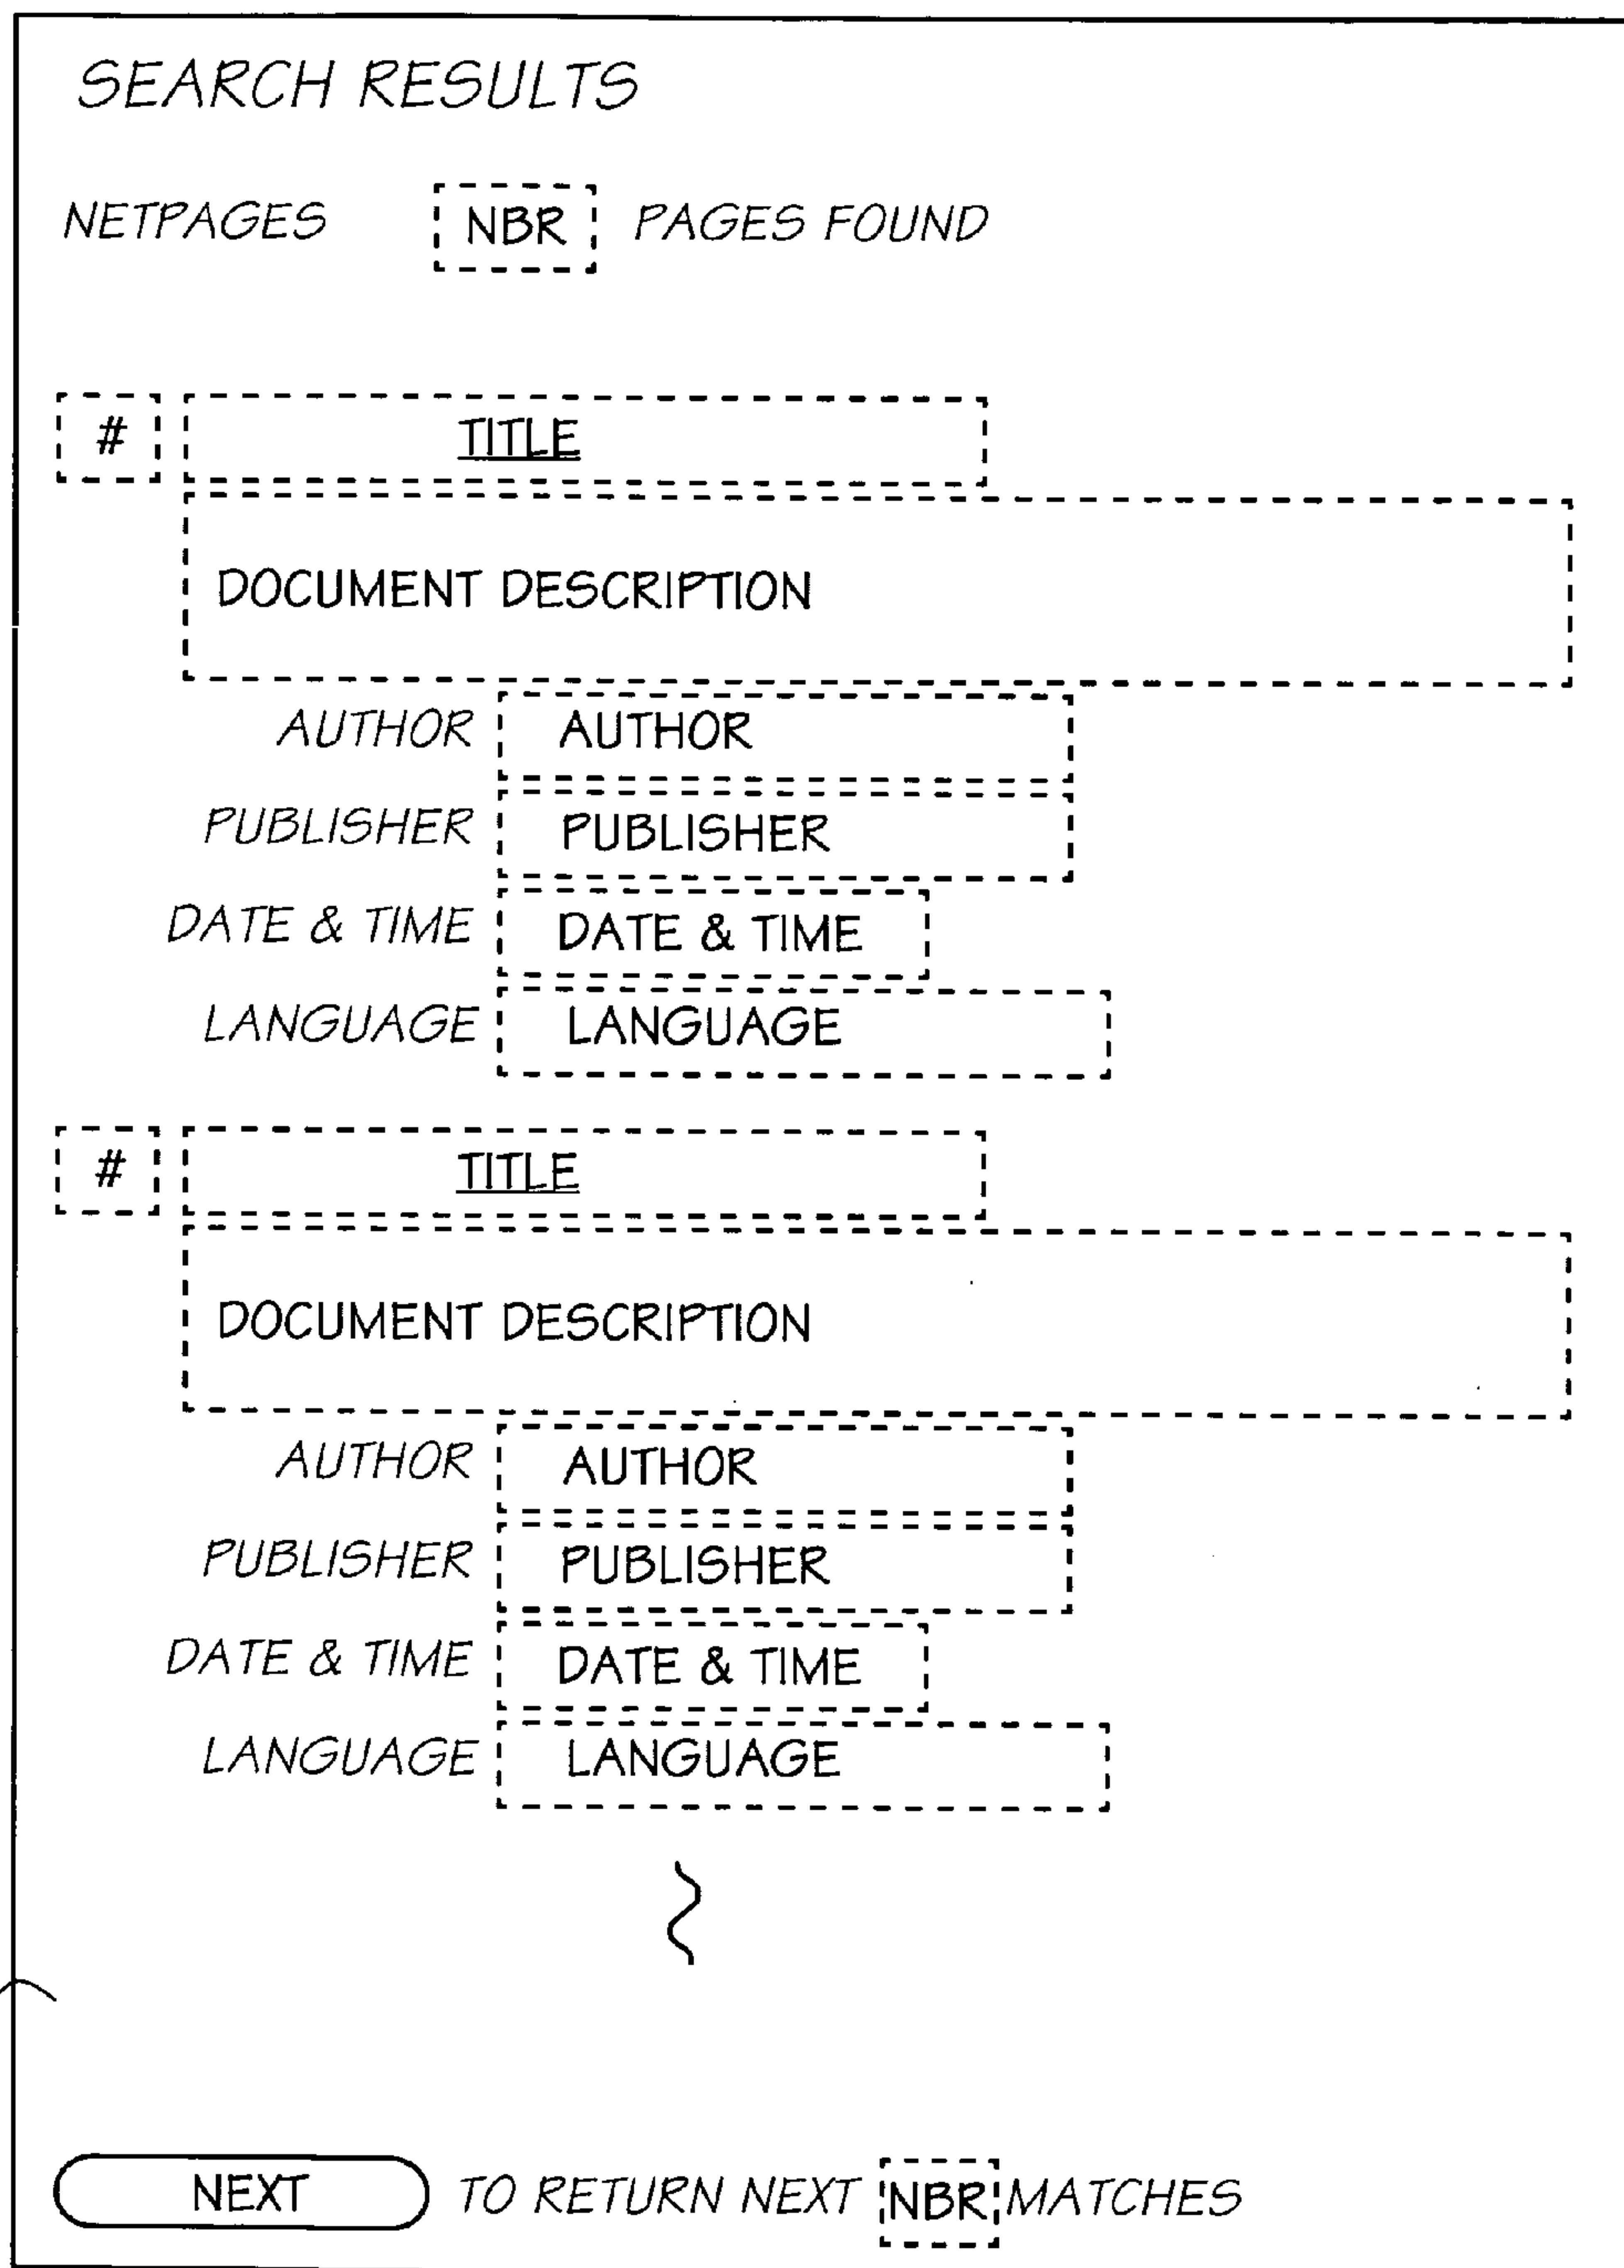 SEARCH RESULTS
NETPAGES NBR PAGES FOUND
# TITLE
DOCUMENT DESCRIPTION
AUTHOR AUTHOR
PUBLISHER PUBLISHER
DATE & TIME DATE & TIME
LANGUAGE LANGUAGE
# TITLE
DOCUMENT DESCRIPTION
AUTHOR AUTHOR
PUBLISHER PUBLISHER
DATE & TIME DATE & TIME
LANGUAGE LANGUAGE
NEXT TO RETURN NEXT NBR MATCHES